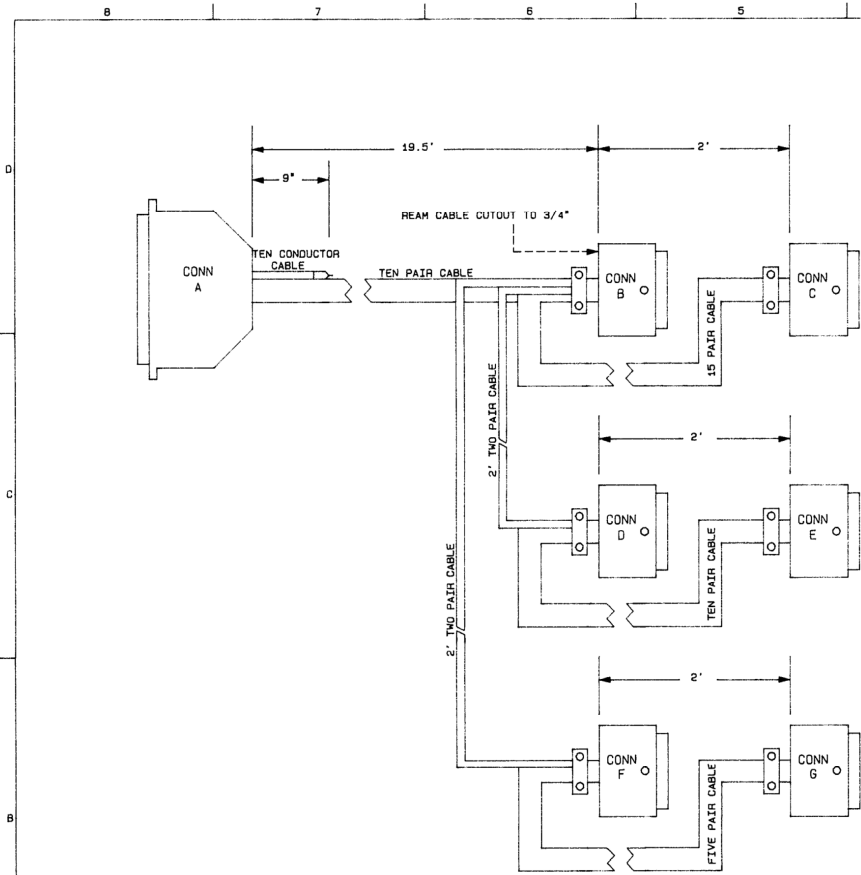 8 7 6 5
D
19.5' 2'
9"
REAM CABLE CUTOUT TO 3/4"
TEN CONDUCTOR
CABLE
TEN PAIR CABLE
CONN
A
CONN
B
CONN
C
15 PAIR CABLE
2' TWO PAIR CABLE
2'
C
CONN
D
CONN
E
TEN PAIR CABLE
2' TWO PAIR CABLE
2'
CONN
F
CONN
G
B
FIVE PAIR CABLE